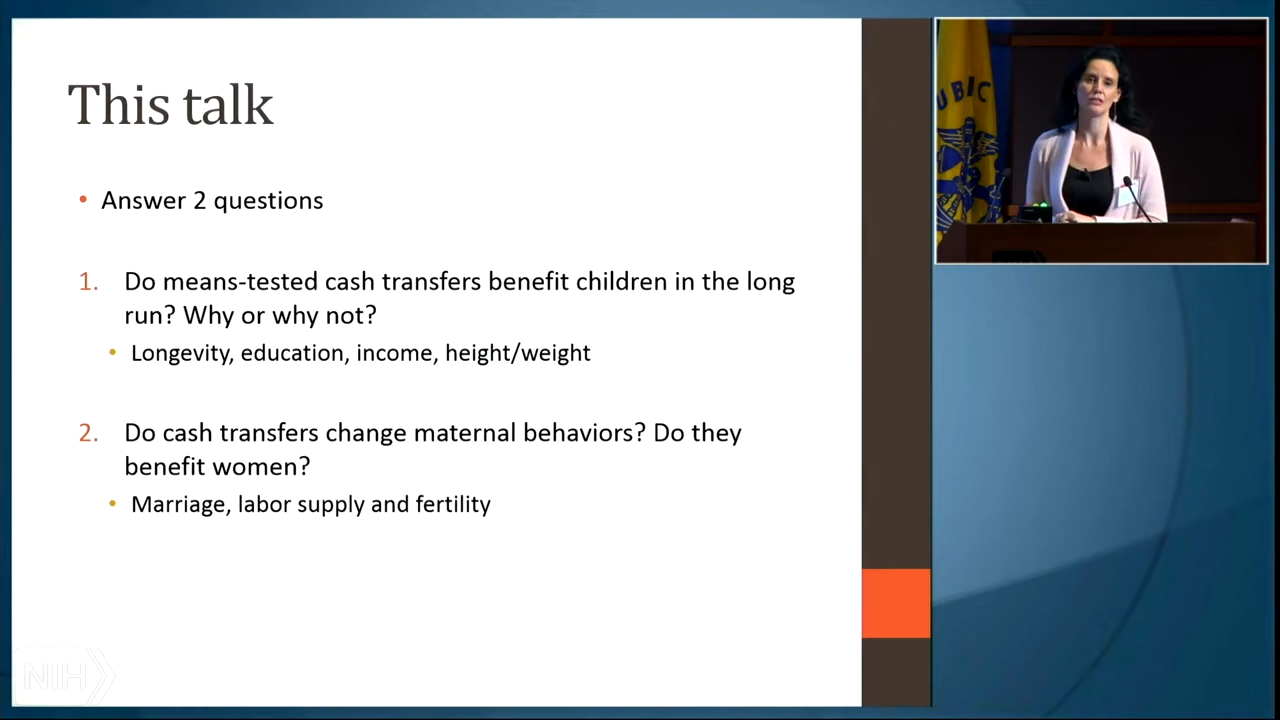 This talk
• Answer 2 questions
1. Do means-tested cash transfers benefit children in the long
run? Why or why not?
• Longevity, education, income, height/weight
2. Do cash transfers change maternal behaviors? Do they
benefit women?
• Marriage, labor supply and fertility
NIH
UBIC